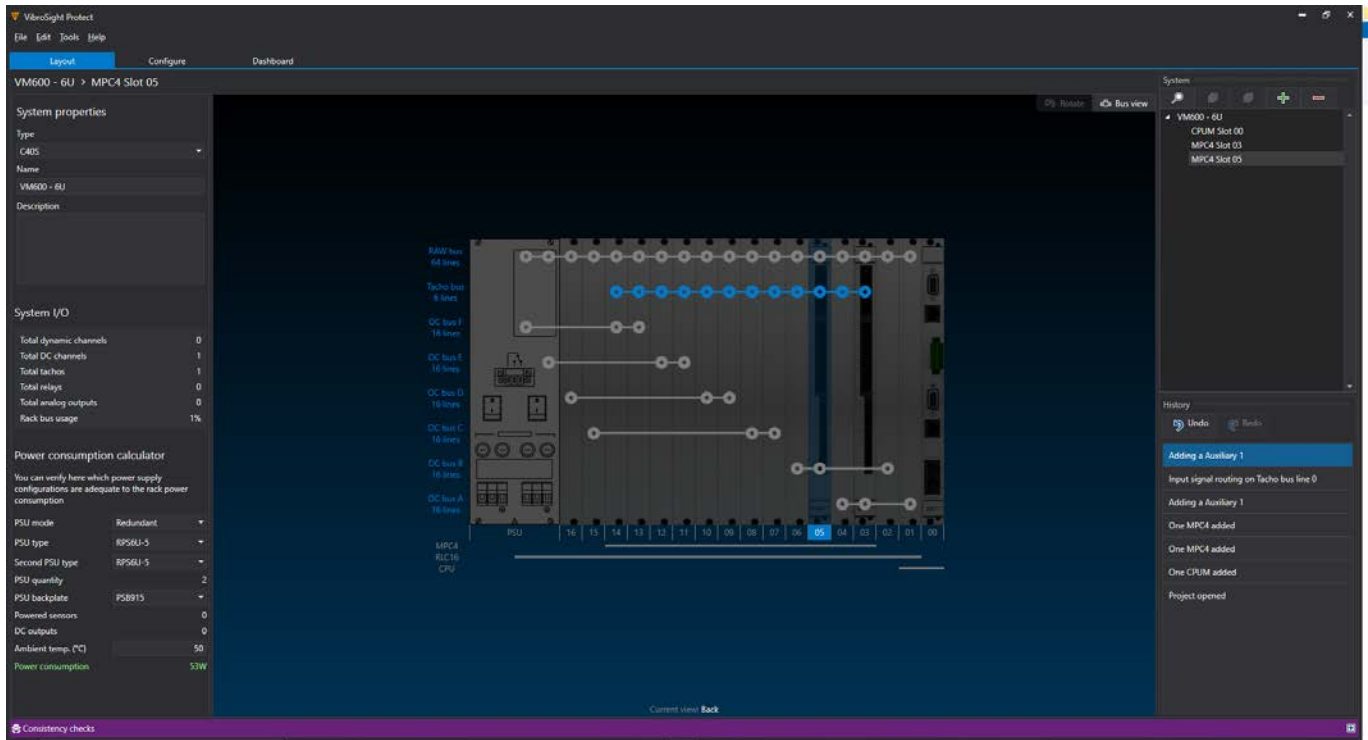 VibroSight Protect
File Edit Tools Help
Layout Configure Dashboard
VM600 - 6U > MPC4 Slot 05
System properties
Type
C405
Name
VM600 - 6U
Description
System I/O
Total dynamic channels 0
Total DC channels 1
Total tachos 1
Total relays 0
Total analog outputs 0
Rack bus usage 1%
Power consumption calculator
You can verify here which power supply
configurations are adequate to the rack power
consumption
PSU mode Redundant
PSU type RPS6U-5
Second PSU type RPS6U-5
PSU quantity 2
PSU backplate PSB915
Powered sensors 0
DC outputs 0
Ambient temp. (°C) 50
Power consumption 53W
Rotate Bus view
RAW bus
64 lines
Tacho bus
8 lines
OC bus F
16 lines
OC bus E
16 lines
OC bus D
16 lines
OC bus C
16 lines
OC bus B
16 lines
OC bus A
16 lines
PSU 16 15 14 13 12 11 10 09 08 07 06 05 04 03 02 01 00
MPC4
RLC16
CPU
Current view: Back
System
VM600 - 6U
CPUM Slot 00
MPC4 Slot 03
MPC4 Slot 05
History
Undo Redo
Adding a Auxiliary 1
Input signal routing on Tacho bus line 0
Adding a Auxiliary 1
One MPC4 added
One MPC4 added
One CPUM added
Project opened
Consistency checks